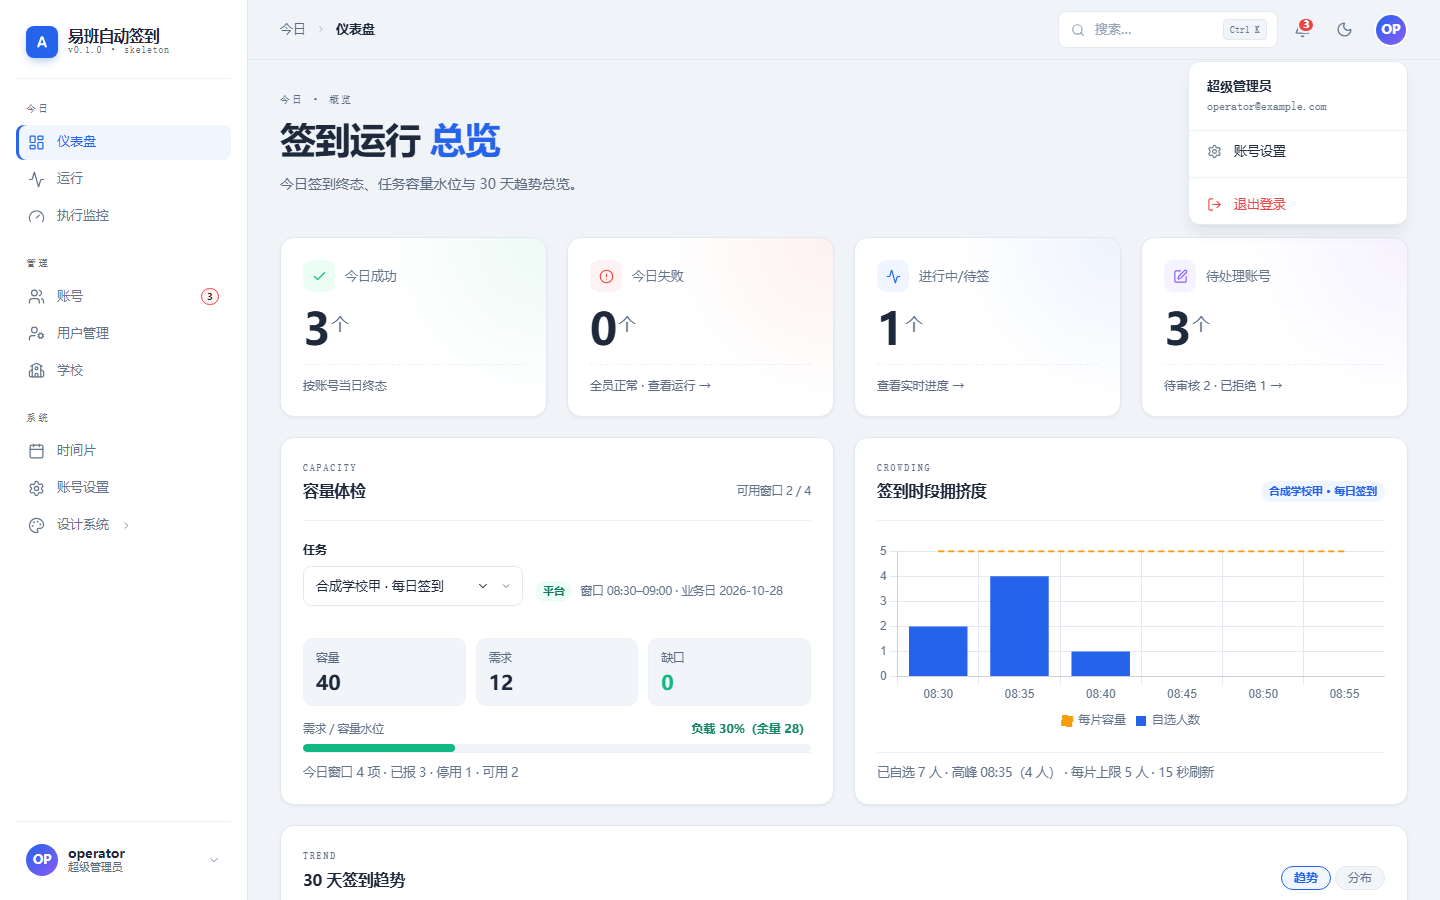 A
易班自动签到
v0.1.0 • skeleton
今日
仪表盘
运行
执行监控
管理
账号
3
用户管理
学校
系统
时间片
账号设置
设计系统
OP
operator
超级管理员
今日
仪表盘
搜索...
Ctrl K
3
OP
超级管理员
operator@example.com
账号设置
退出登录
今日 • 概览
签到运行 总览
今日签到终态、任务容量水位与 30 天趋势总览。
今日成功
3个
按账号当日终态
今日失败
0个
全员正常 · 查看运行 →
进行中/待签
1个
查看实时进度 →
待处理账号
3个
待审核 2 · 已拒绝 1 →
CAPACITY
容量体检
可用窗口 2 / 4
任务
合成学校甲 · 每日签到
平台
窗口 08:30–09:00 · 业务日 2026-10-28
容量
40
需求
12
缺口
0
需求 / 容量水位
负载 30%（余量 28）
今日窗口 4 项 · 已报 3 · 停用 1 · 可用 2
CROWDING
签到时段拥挤度
合成学校甲 • 每日签到
5
4
3
2
1
0
08:30
08:35
08:40
08:45
08:50
08:55
每片容量
自选人数
已自选 7 人 · 高峰 08:35（4 人） · 每片上限 5 人 · 15 秒刷新
TREND
30 天签到趋势
趋势
分布